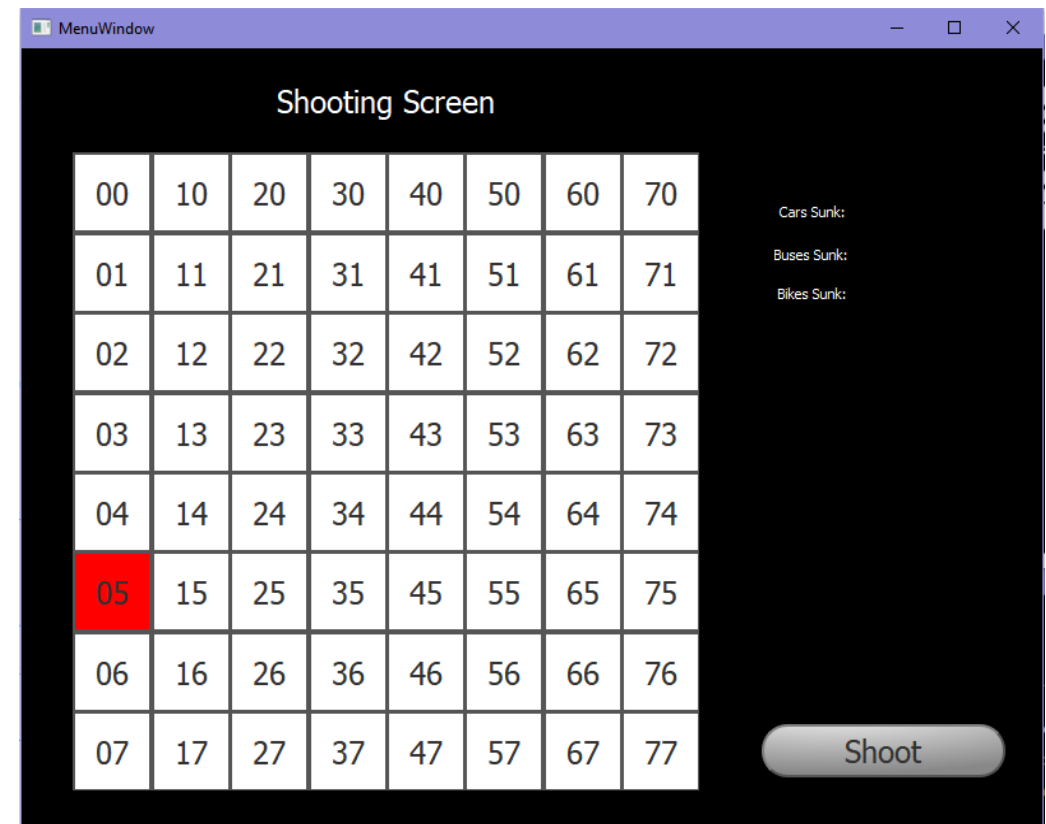 MenuWindow
Shooting Screen
00 10 20 30 40 50 60 70
Cars Sunk:
Buses Sunk:
01 11 21 31 41 51 61 71
Bikes Sunk:
02 12 22 32 42 52 62 72
03 13 23 33 43 53 63 73
04 14 24 34 44 54 64 74
05 15 25 35 45 55 65 75
06 16 26 36 46 56 66 76
07 17 27 37 47 57 67 77
Shoot